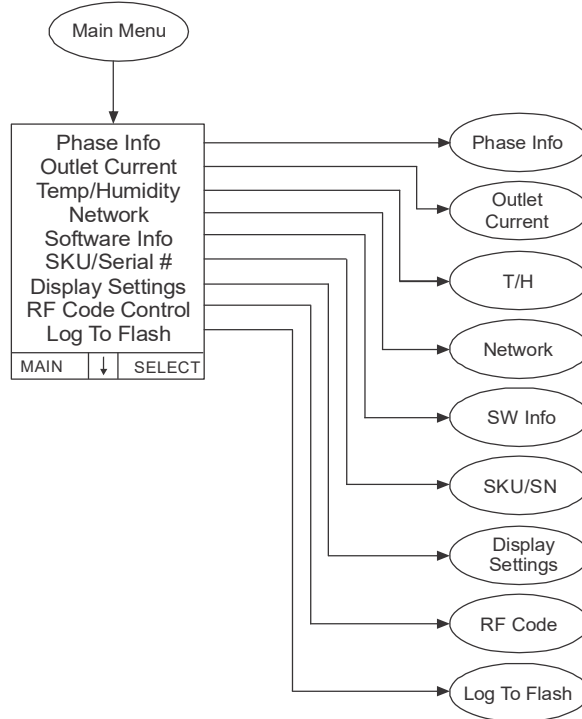 Main Menu
Phase Info
Outlet Current
Temp/Humidity
Network
Software Info
SKU/Serial #
Display Settings
RF Code Control
Log To Flash
MAIN ↓ SELECT
Phase Info
Outlet
Current
T/H
Network
SW Info
SKU/SN
Display
Settings
RF Code
Log To Flash